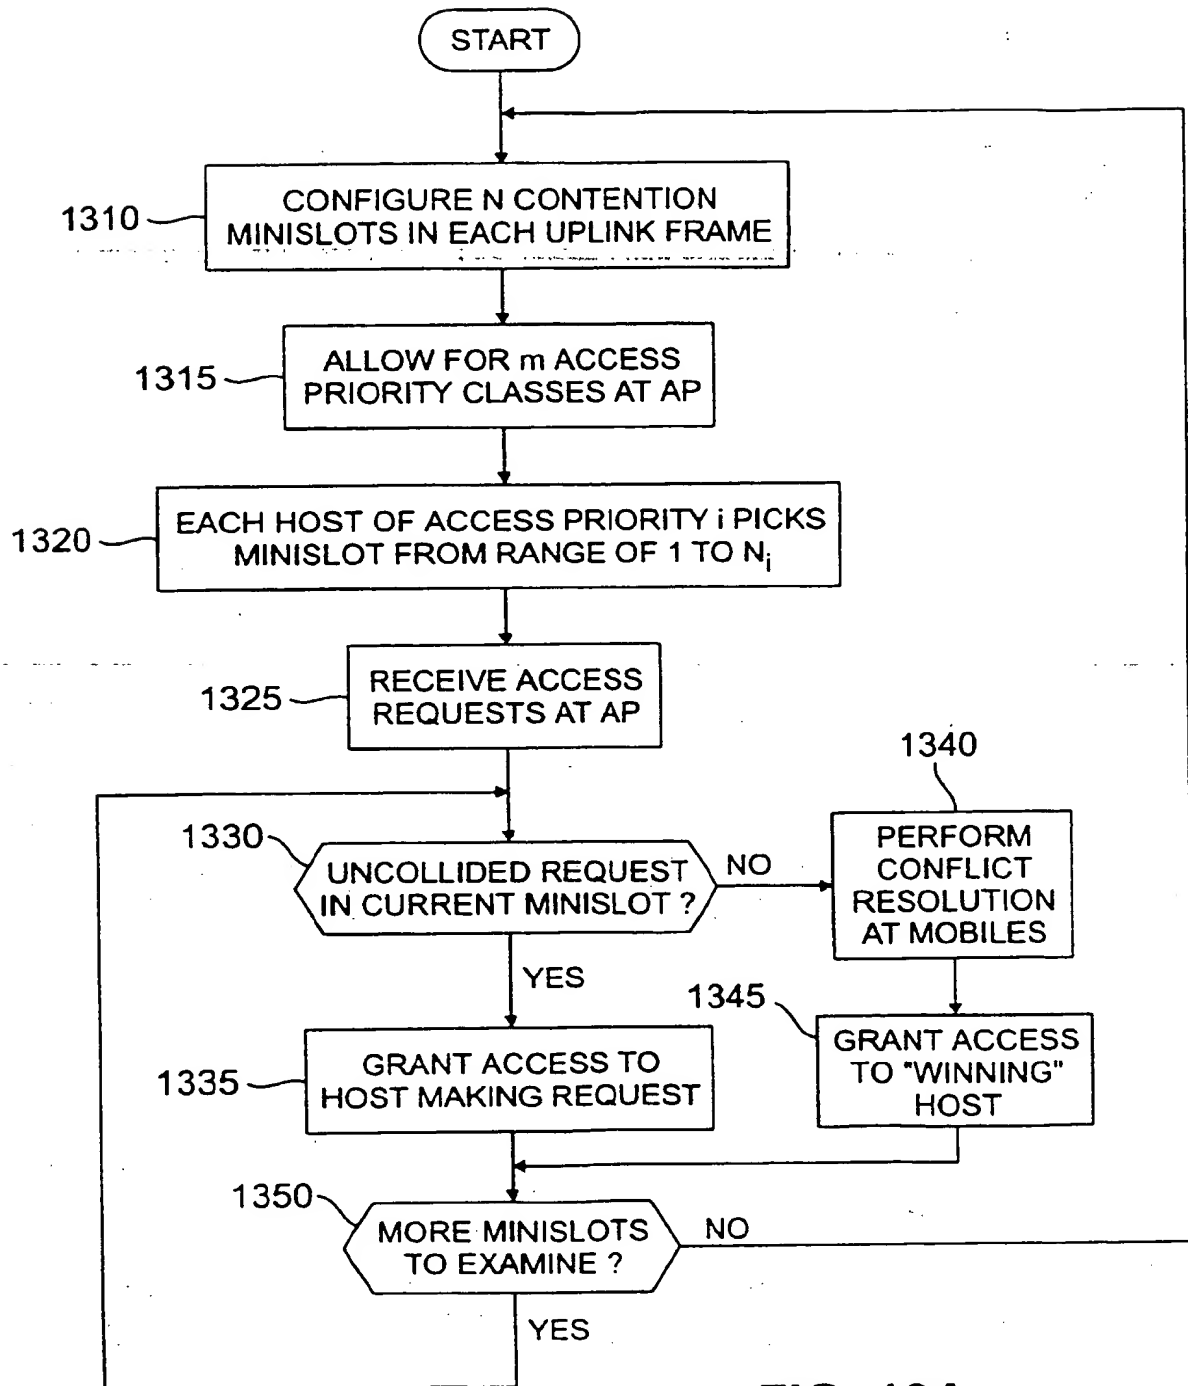 START
1310
CONFIGURE N CONTENTION
MINISLOTS IN EACH UPLINK FRAME
1315
ALLOW FOR m ACCESS
PRIORITY CLASSES AT AP
1320
EACH HOST OF ACCESS PRIORITY i PICKS
MINISLOT FROM RANGE OF 1 TO Ni
1325
RECEIVE ACCESS
REQUESTS AT AP
1330
UNCOLLIDED REQUEST
IN CURRENT MINISLOT ?
NO
1340
PERFORM
CONFLICT
RESOLUTION
AT MOBILES
YES
1345
GRANT ACCESS
TO "WINNING"
HOST
1335
GRANT ACCESS TO
HOST MAKING REQUEST
1350
MORE MINISLOTS
TO EXAMINE ?
NO
YES